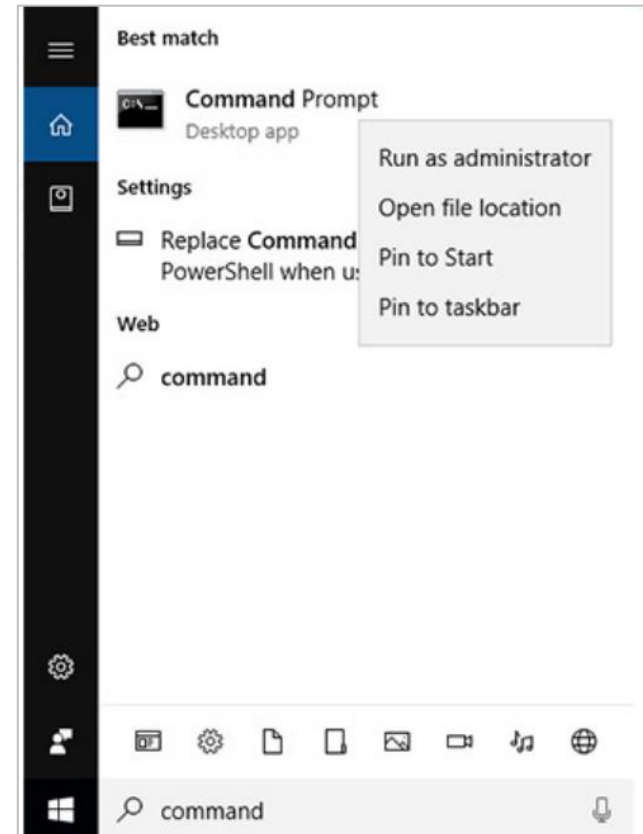 Best match
C:\_
Command Prompt
Desktop app
Run as administrator
Settings
Open file location
Replace Command
Pin to Start
PowerShell when
Pin to taskbar
Web
command
command